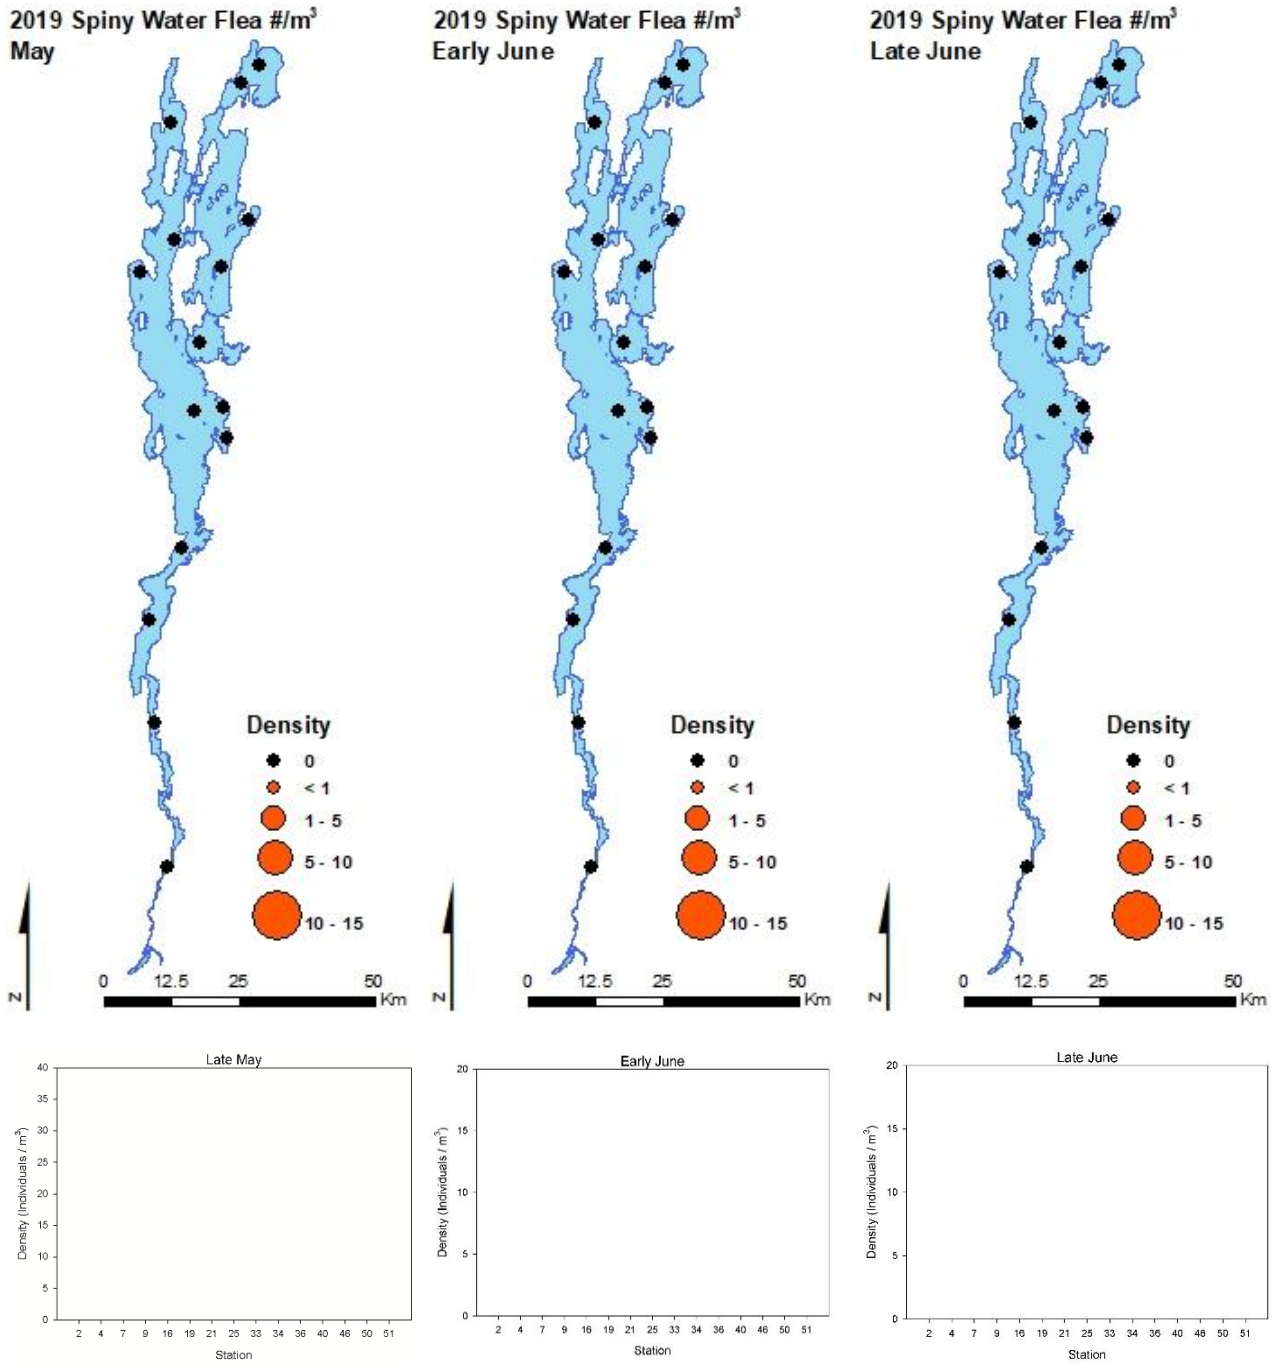 2019 Spiny Water Flea #/m³
May
Density
0
< 1
1 - 5
5 - 10
10 - 15
N
0 12.5 25 50
Km
2019 Spiny Water Flea #/m³
Early June
Density
0
< 1
1 - 5
5 - 10
10 - 15
N
0 12.5 25 50
Km
2019 Spiny Water Flea #/m³
Late June
Density
0
< 1
1 - 5
5 - 10
10 - 15
N
0 12.5 25 50
Km
Late May
Density (Individuals / m³)
40
35
30
25
20
15
10
5
0
2 4 7 9 16 19 21 25 33 34 36 40 46 50 51
Station
Early June
Density (Individuals / m³)
20
15
10
5
0
2 4 7 9 16 19 21 25 33 34 36 40 46 50 51
Station
Late June
Density (Individuals / m³)
20
15
10
5
0
2 4 7 9 16 19 21 25 33 34 36 40 46 50 51
Station